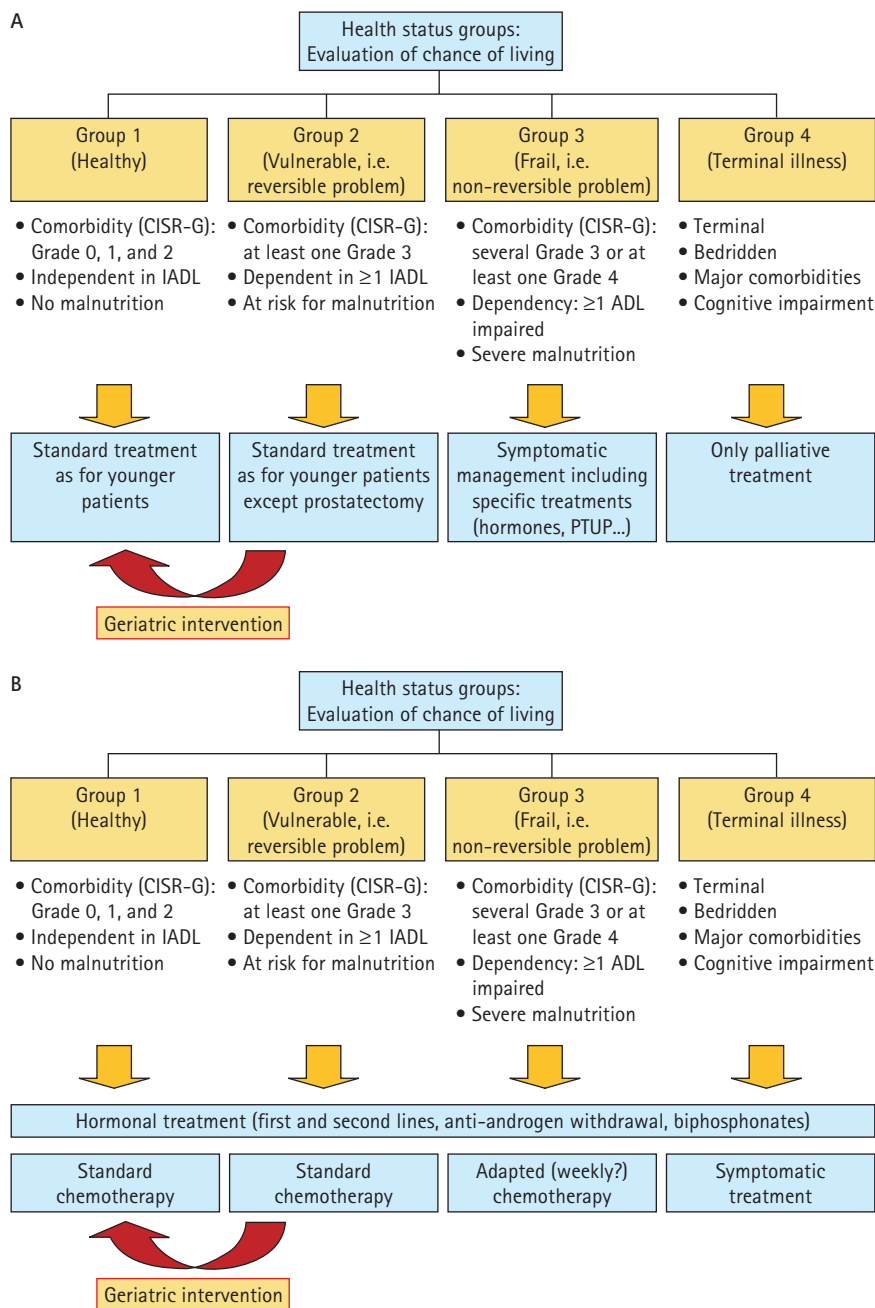 A
Health status groups:
Evaluation of chance of living
Group 1
(Healthy)
Group 2
(Vulnerable, i.e.
reversible problem)
Group 3
(Frail, i.e.
non-reversible problem)
Group 4
(Terminal illness)
• Comorbidity (CISR-G):
Grade 0, 1, and 2
• Independent in IADL
• No malnutrition
• Comorbidity (CISR-G):
at least one Grade 3
• Dependent in ≥1 IADL
• At risk for malnutrition
• Comorbidity (CISR-G):
several Grade 3 or at
least one Grade 4
• Dependency: ≥1 ADL
impaired
• Severe malnutrition
• Terminal
• Bedridden
• Major comorbidities
• Cognitive impairment
Standard treatment
as for younger
patients
Standard treatment
as for younger patients
except prostatectomy
Symptomatic
management including
specific treatments
(hormones, PTUP...)
Only palliative
treatment
Geriatric intervention
B
Health status groups:
Evaluation of chance of living
Group 1
(Healthy)
Group 2
(Vulnerable, i.e.
reversible problem)
Group 3
(Frail, i.e.
non-reversible problem)
Group 4
(Terminal illness)
• Comorbidity (CISR-G):
Grade 0, 1, and 2
• Independent in IADL
• No malnutrition
• Comorbidity (CISR-G):
at least one Grade 3
• Dependent in ≥1 IADL
• At risk for malnutrition
• Comorbidity (CISR-G):
several Grade 3 or at
least one Grade 4
• Dependency: ≥1 ADL
impaired
• Severe malnutrition
• Terminal
• Bedridden
• Major comorbidities
• Cognitive impairment
Hormonal treatment (first and second lines, anti-androgen withdrawal, biphosphonates)
Standard
chemotherapy
Standard
chemotherapy
Adapted (weekly?)
chemotherapy
Symptomatic
treatment
Geriatric intervention